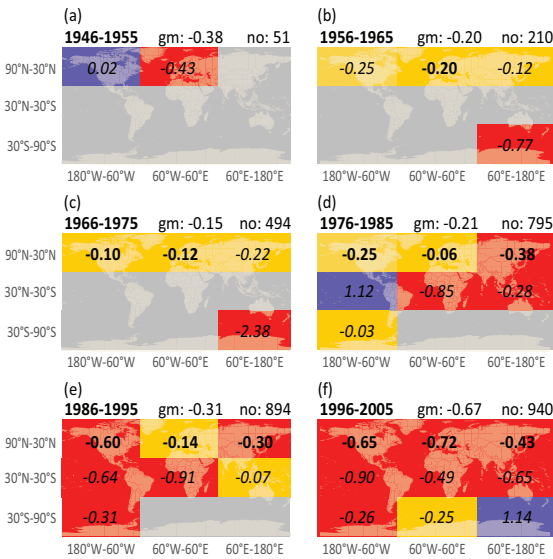 (a) (b)
1946-1955 gm: -0.38 no: 51 1956-1965 gm: -0.20 no: 210
90°N-30°N 0.02 -0.43 -0.25 -0.20 -0.12
30°N-30°S
30°S-90°S -0.77
180°W-60°W 60°W-60°E 60°E-180°E 180°W-60°W 60°W-60°E 60°E-180°E
(c) (d)
1966-1975 gm: -0.15 no: 494 1976-1985 gm: -0.21 no: 795
90°N-30°N -0.10 -0.12 -0.22 -0.25 -0.06 -0.38
30°N-30°S 1.12 -0.85 -0.28
30°S-90°S -2.38 -0.03
180°W-60°W 60°W-60°E 60°E-180°E 180°W-60°W 60°W-60°E 60°E-180°E
(e) (f)
1986-1995 gm: -0.31 no: 894 1996-2005 gm: -0.67 no: 940
90°N-30°N -0.60 -0.14 -0.30 -0.65 -0.72 -0.43
30°N-30°S -0.64 -0.91 -0.07 -0.90 -0.49 -0.65
30°S-90°S -0.31 -0.26 -0.25 1.14
180°W-60°W 60°W-60°E 60°E-180°E 180°W-60°W 60°W-60°E 60°E-180°E